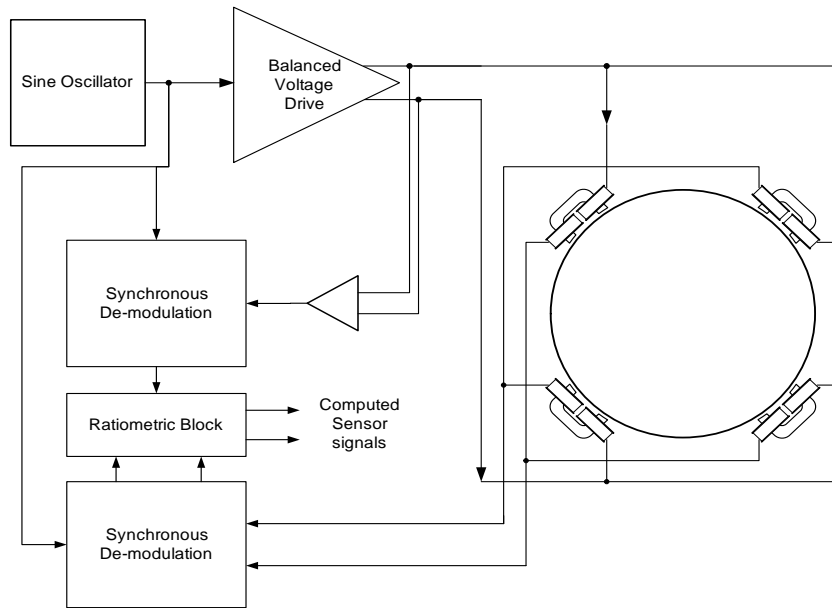 Sine Oscillator
Balanced
Voltage
Drive
Synchronous
De-modulation
Ratiometric Block
Computed
Sensor
signals
Synchronous
De-modulation